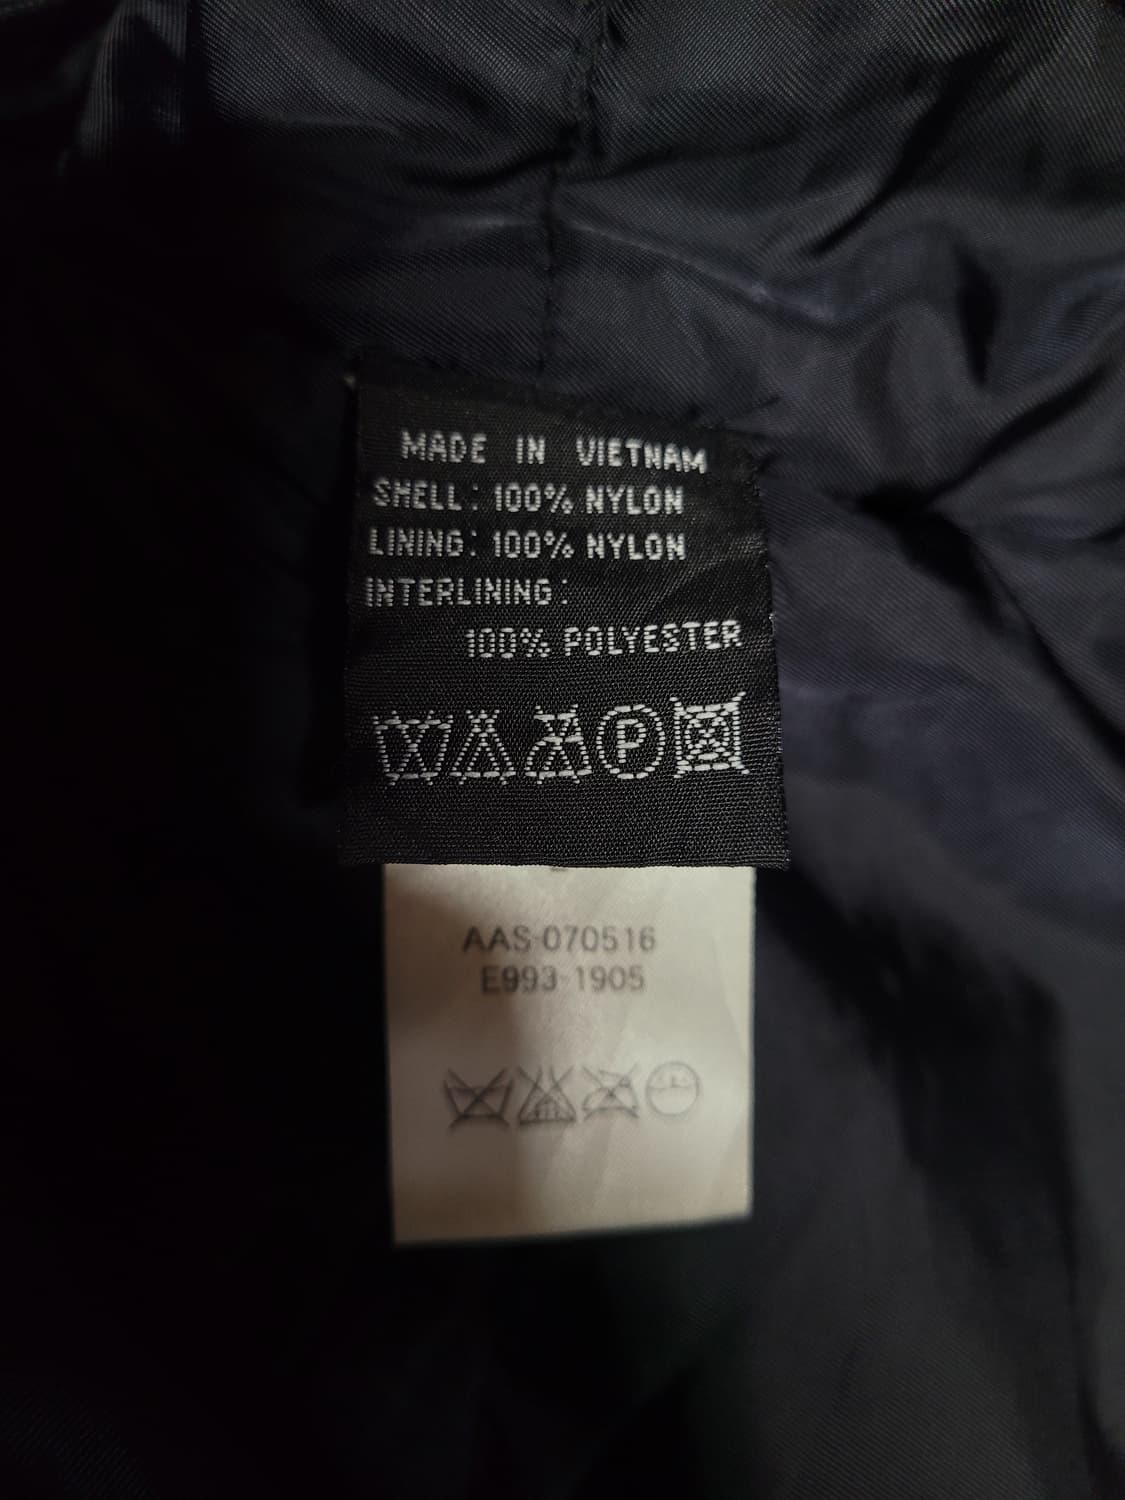 MADE IN VIETNAM
SHELL: 100% NYLON
LINING: 100% NYLON
INTERLINING:
100% POLYESTER
P
AAS-070516
E993-1905